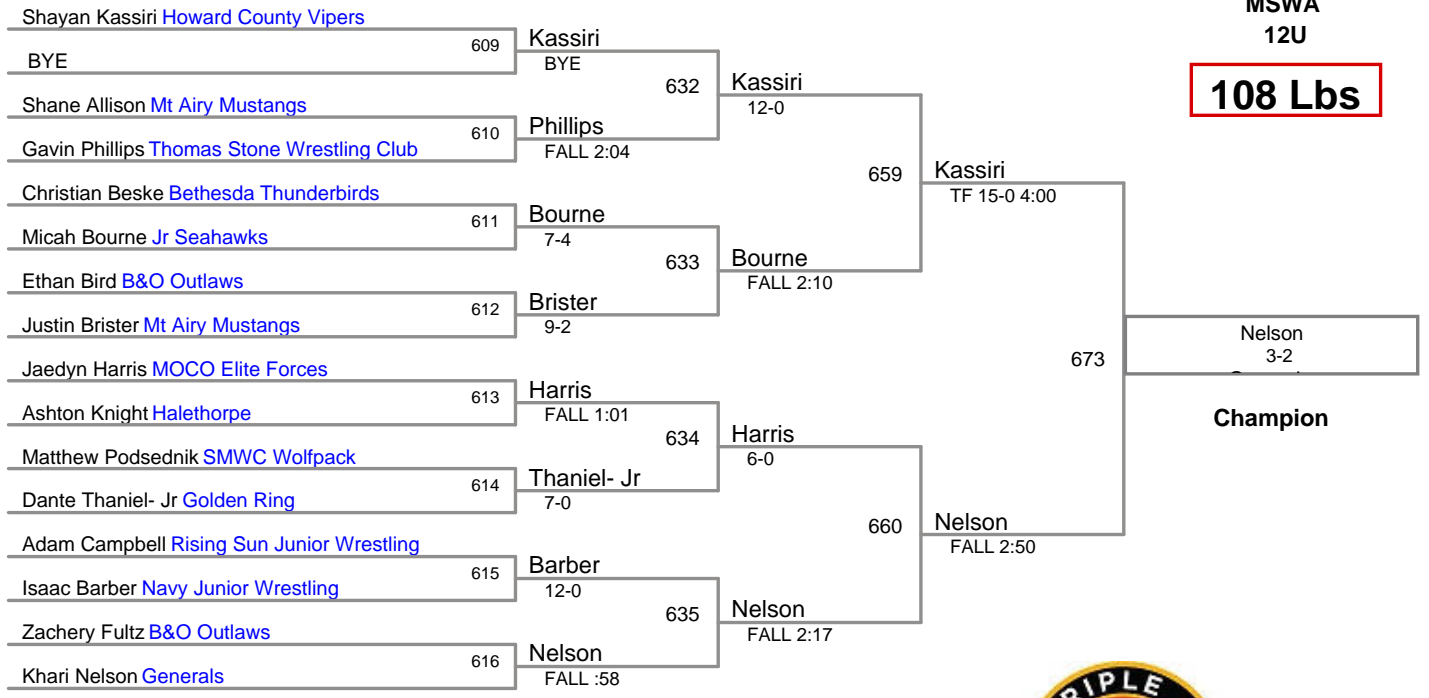 MSWA
12U
108 Lbs
Shayan Kassiri Howard County Vipers
BYE
Shane Allison Mt Airy Mustangs
Gavin Phillips Thomas Stone Wrestling Club
Christian Beske Bethesda Thunderbirds
Micah Bourne Jr Seahawks
Ethan Bird B&O Outlaws
Justin Brister Mt Airy Mustangs
Jaedyn Harris MOCO Elite Forces
Ashton Knight Halethorpe
Matthew Podsednik SMWC Wolfpack
Dante Thaniel- Jr Golden Ring
Adam Campbell Rising Sun Junior Wrestling
Isaac Barber Navy Junior Wrestling
Zachery Fultz B&O Outlaws
Khari Nelson Generals
609
610
611
612
613
614
615
616
Kassiri
BYE
Phillips
FALL 2:04
Bourne
7-4
Brister
9-2
Harris
FALL 1:01
Thaniel- Jr
7-0
Barber
12-0
Nelson
FALL :58
632
633
634
635
Kassiri
12-0
Bourne
FALL 2:10
Harris
6-0
Nelson
FALL 2:17
659
660
Kassiri
TF 15-0 4:00
Nelson
FALL 2:50
673
Nelson
3-2
Champion